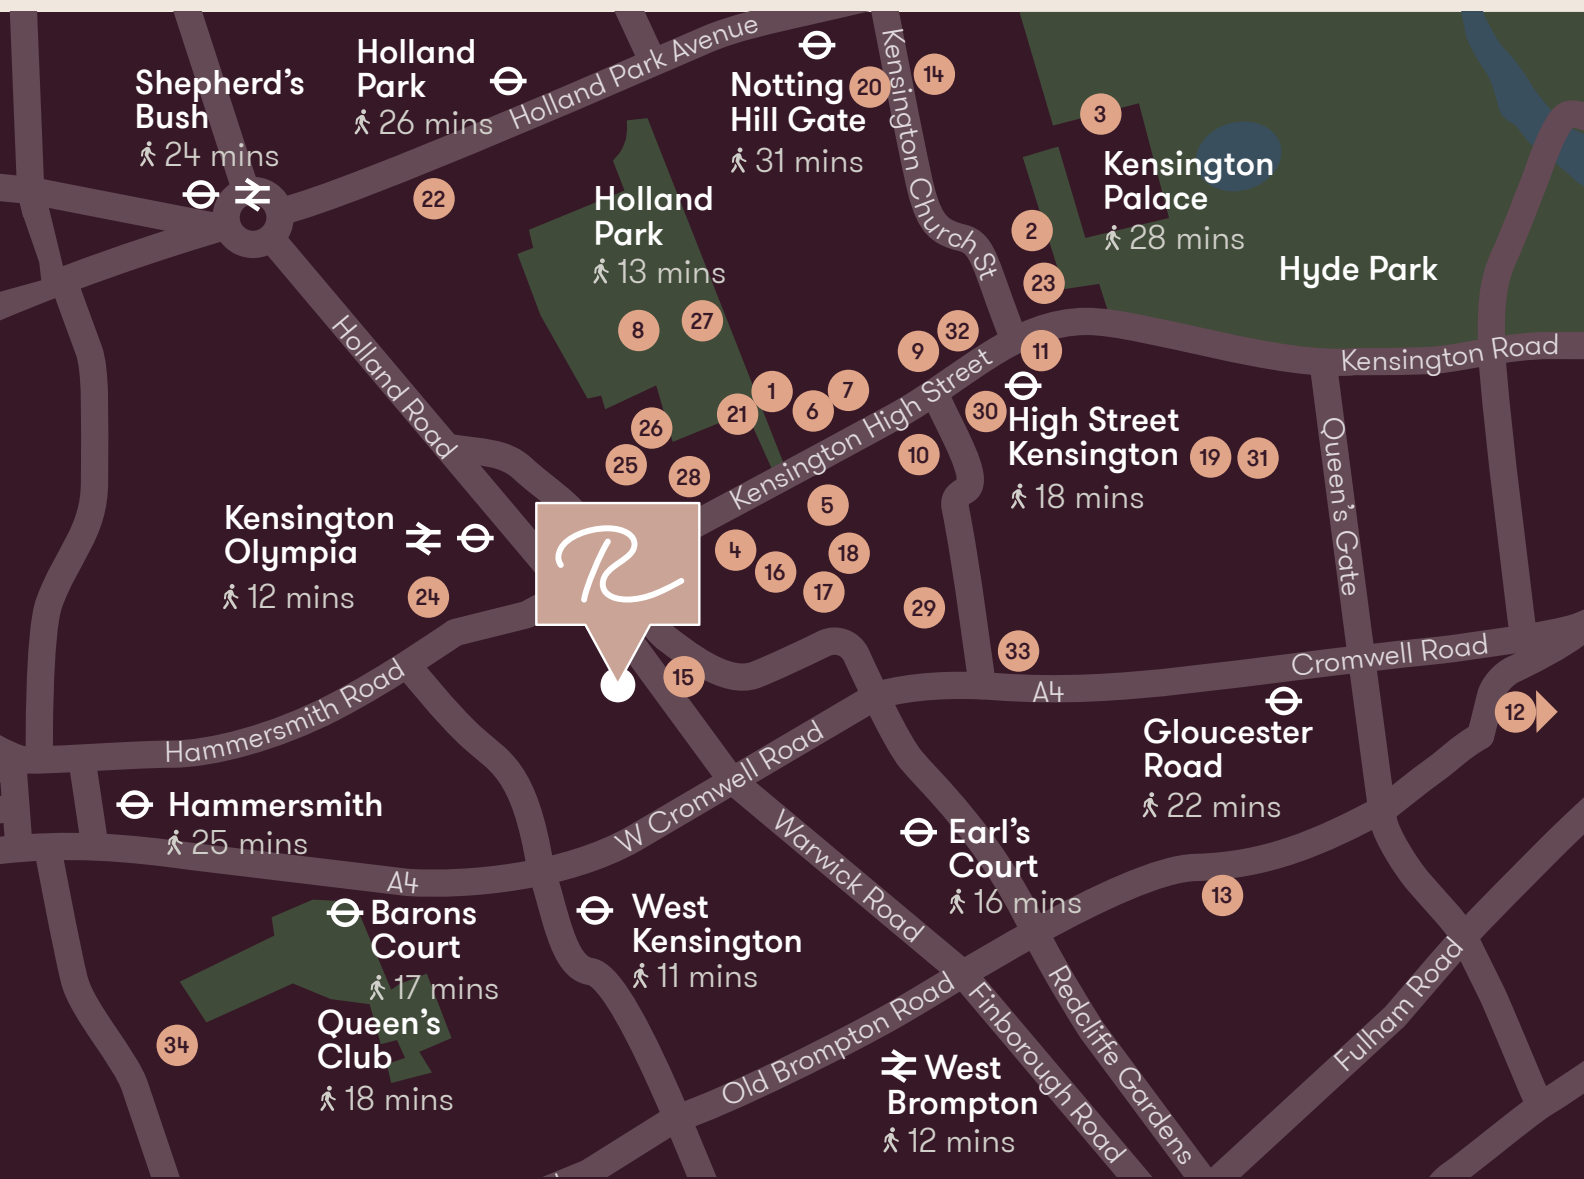 Holland
Park
26 mins
Shepherd's
Bush
24 mins
Holland Park Avenue
Notting
Hill Gate
31 mins
20
14
Kensington Church St
3
Kensington
Palace
28 mins
22
Holland
Park
13 mins
2
23
Hyde Park
8
27
Holland Road
9
32
11
Kensington Road
1
7
21
6
30
Kensington High Street
High Street
Kensington
18 mins
19
31
26
25
28
10
5
Queen's Gate
Kensington
Olympia
12 mins
24
R
4
16
18
17
29
33
15
Cromwell Road
A4
12
Hammersmith Road
Gloucester
Road
22 mins
W Cromwell Road
Hammersmith
25 mins
Warwick Road
Earl's
Court
16 mins
13
A4
Barons
Court
17 mins
West
Kensington
11 mins
Queen's
Club
18 mins
34
Old Brompton Road
Finborough Road
Redcliffe Gardens
Fulham Road
West
Brompton
12 mins